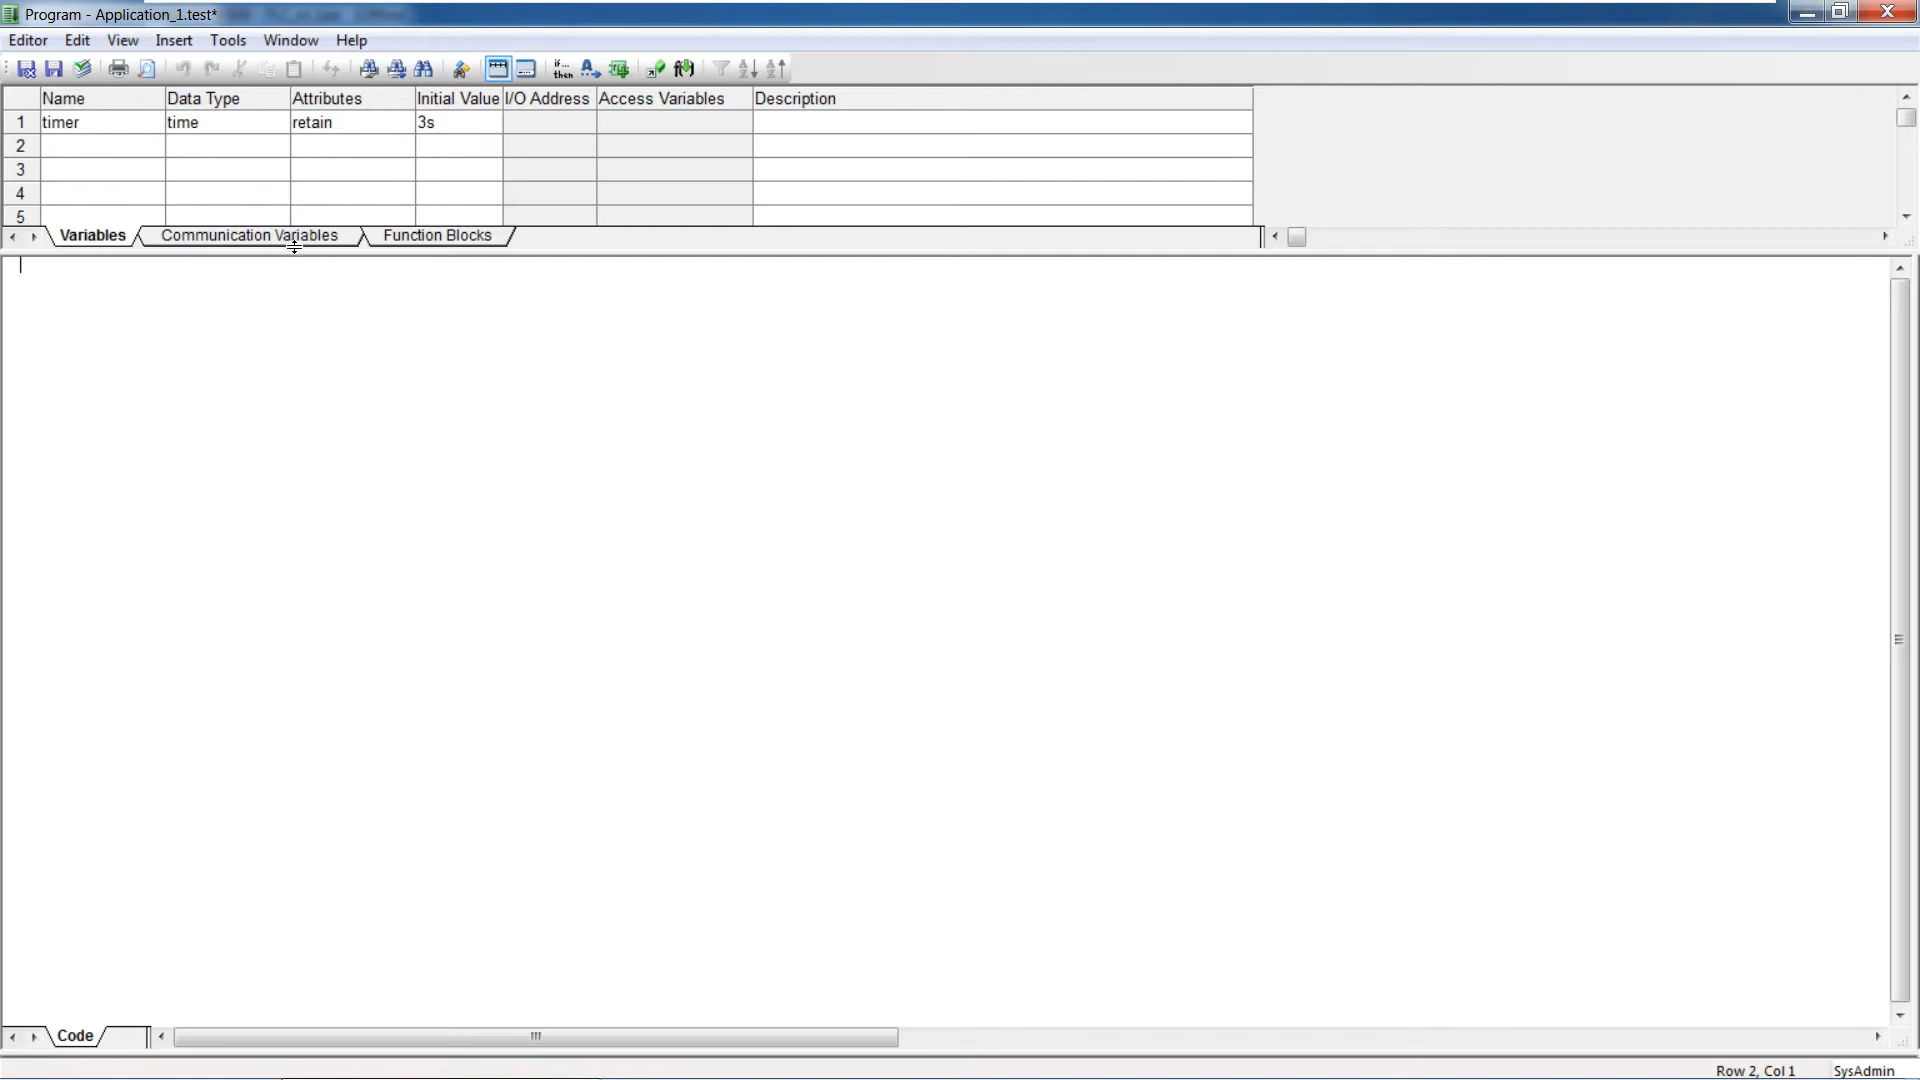 Program - Application_1.test*
Editor Edit View Insert Tools Window Help
if... then A
Name Data Type Attributes Initial Value I/O Address Access Variables Description
1 timer time retain 3s
2
3
4
5
Variables Communication Variables Function Blocks
Code
Row 2, Col 1 SysAdmin